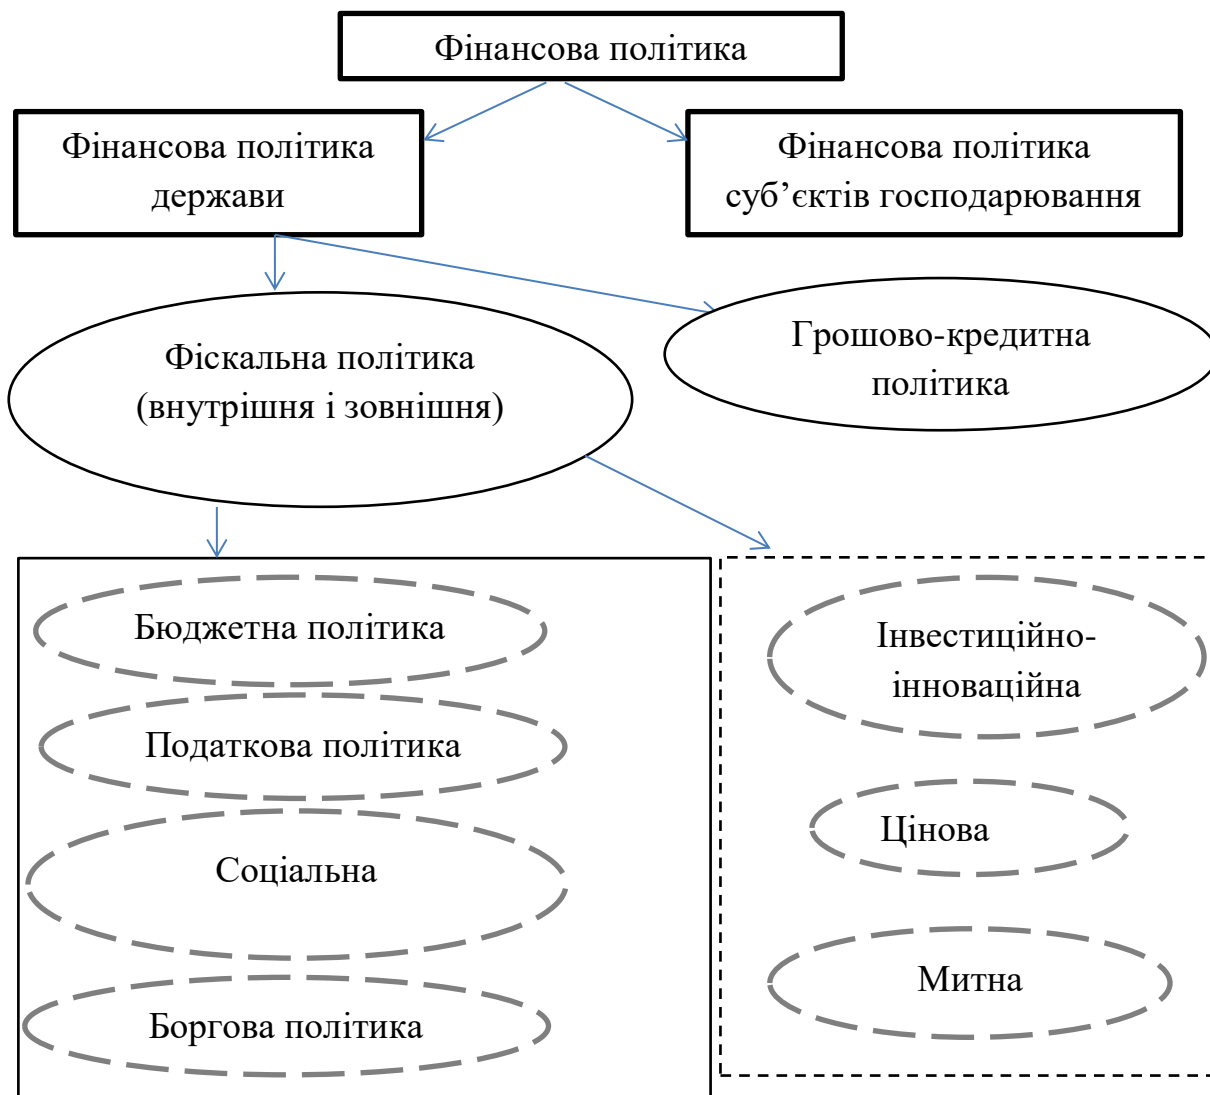 Фінансова політика
Фінансова політика
держави
Фінансова політика
суб’єктів господарювання
Фіскальна політика
(внутрішня і зовнішня)
Грошово-кредитна
політика
Бюджетна політика
Податкова політика
Соціальна
Боргова політика
Інвестиційно-
інноваційна
Цінова
Митна